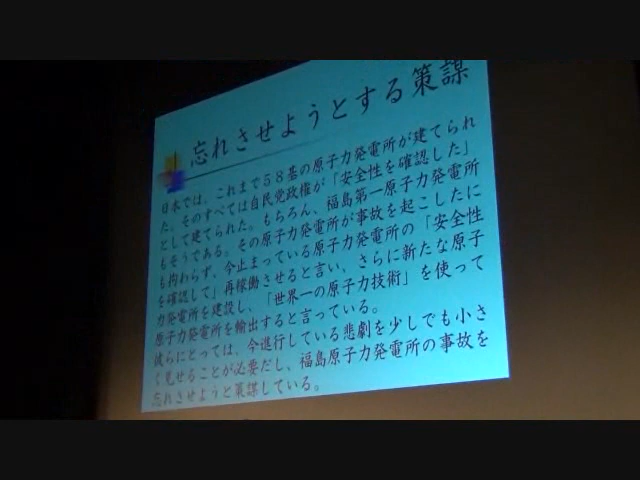 忘れさせようとする策謀
日本では、これまで５８基の原子力発電所が建てられ
た。そのすべては自民党政権が「安全性を確認した」
として建てられた。もちろん、福島第一原子力発電所
もそうである。その原子力発電所が事故を起こしたに
も拘わらず、今止まっている原子力発電所の「安全性
を確認して」再稼働させると言い、さらに新たな原子
力発電所を建設し、「世界一の原子力技術」を使って
原子力発電所を輸出すると言っている。
彼らにとっては、今進行している悲劇を少しでも小さ
く見せることが必要だし、福島原子力発電所の事故を
忘れさせようと策謀している。